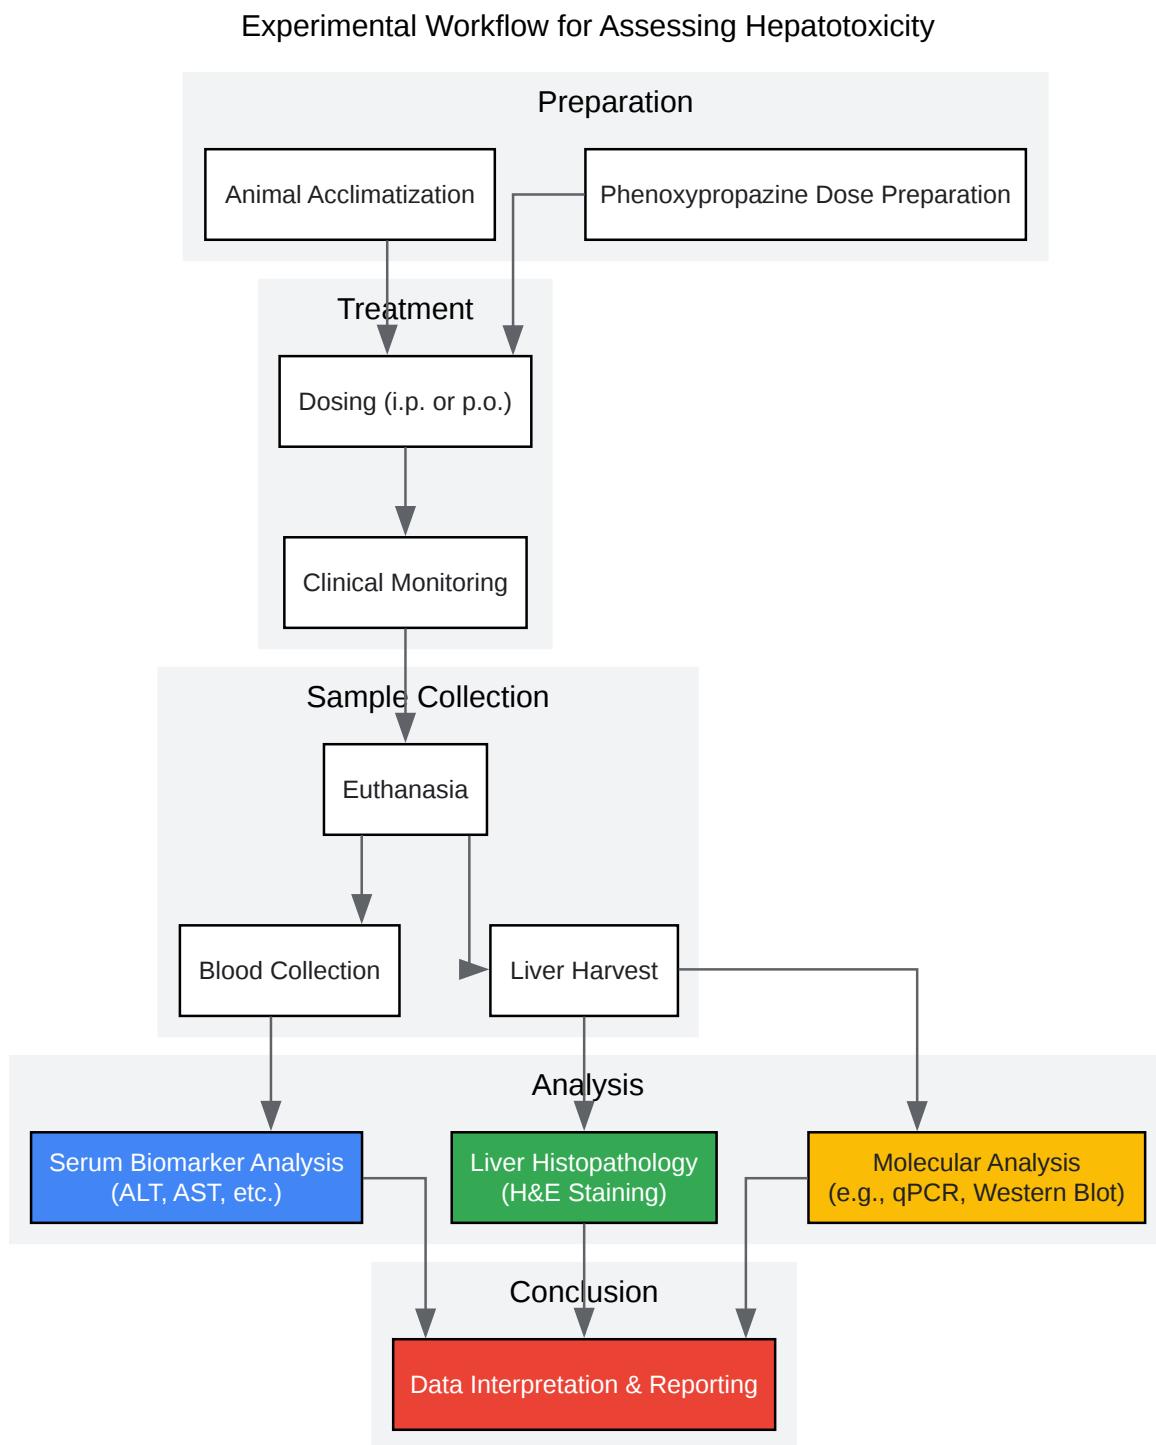 Experimental Workflow for Assessing Hepatotoxicity
Preparation
Animal Acclimatization
Phenoxypropazine Dose Preparation
Treatment
Dosing (i.p. or p.o.)
Clinical Monitoring
Sample Collection
Euthanasia
Blood Collection
Liver Harvest
Analysis
Serum Biomarker Analysis
(ALT, AST, etc.)
Liver Histopathology
(H&E Staining)
Molecular Analysis
(e.g., qPCR, Western Blot)
Conclusion
Data Interpretation & Reporting